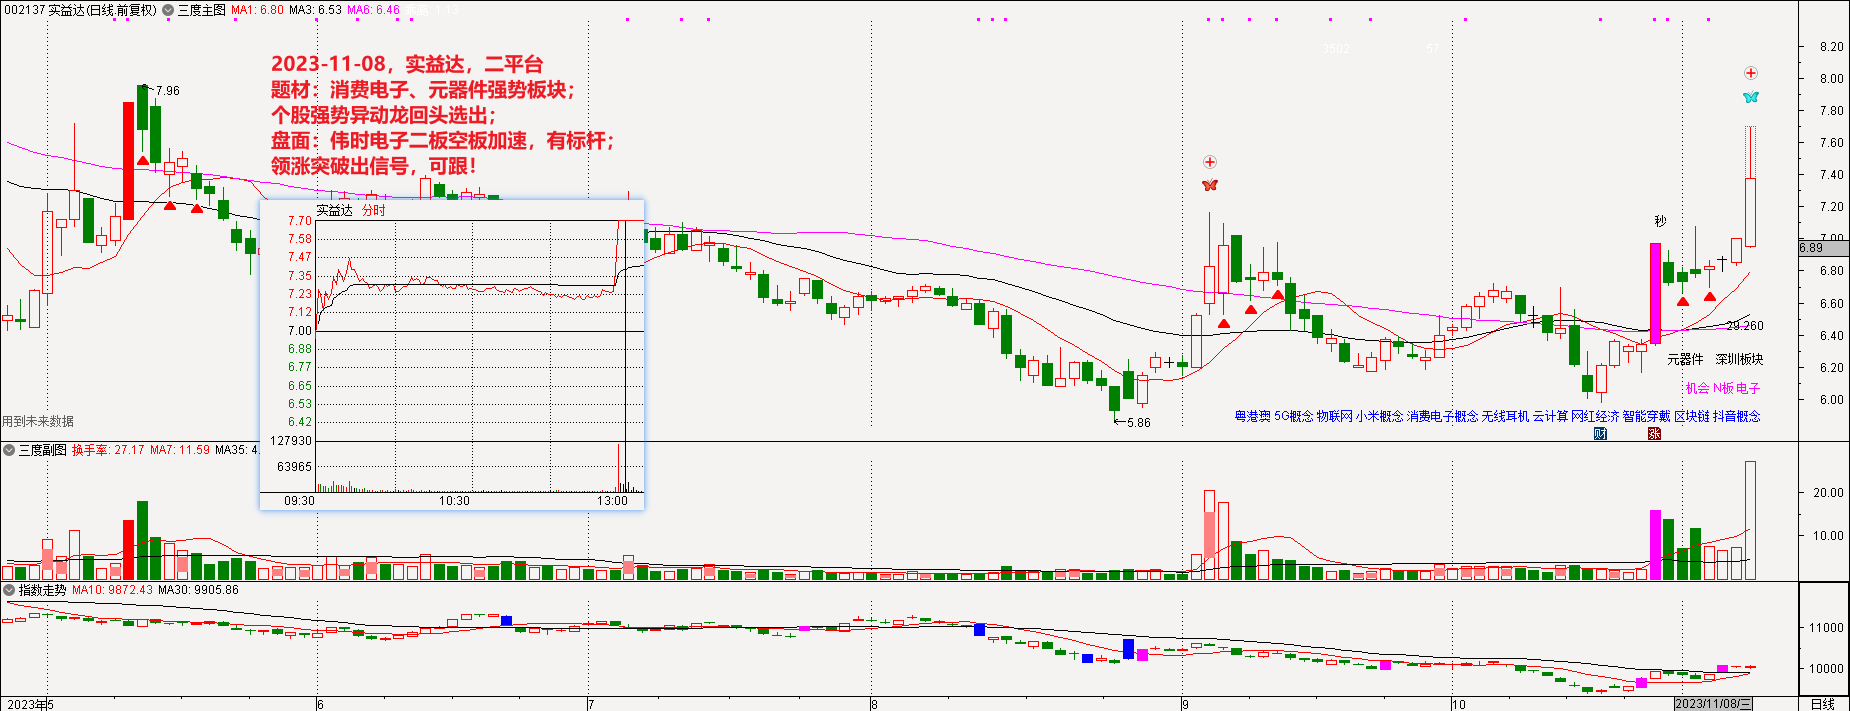 002137 实益达(日线.前复权) 三度主图 MA1: 6.80 MA3: 6.53 MA6: 6.46
2023-11-08，实益达，二平台
题材：消费电子、元器件强势板块；
个股强势异动龙回头选出；
盘面：伟时电子二板空板加速，有标杆；
领涨突破出信号，可跟！
7.96
3502 57
8.20
8.00
7.80
7.60
7.40
7.20
7.00
6.89
6.80
6.60
6.40
6.20
6.00
实益达 分时
7.70
7.58
7.47
7.35
7.23
7.12
7.00
6.88
6.77
6.65
6.53
6.42
127930
63965
09:30 10:30 13:00
秒
29.260
元器件 深圳板块
机会 N板 电子
粤港澳 5G概念 物联网 小米概念 消费电子概念 无线耳机 云计算 网红经济 智能穿戴 区块链 抖音概念
财 涨
5.86
用到未来数据
三度副图 换手率: 27.17 MA7: 11.59 MA35: 4.
20.00
10.00
指数走势 MA10: 9872.43 MA30: 9905.86
11000
10000
2023年5 6 7 8 9 10 2023/11/08/三 日线